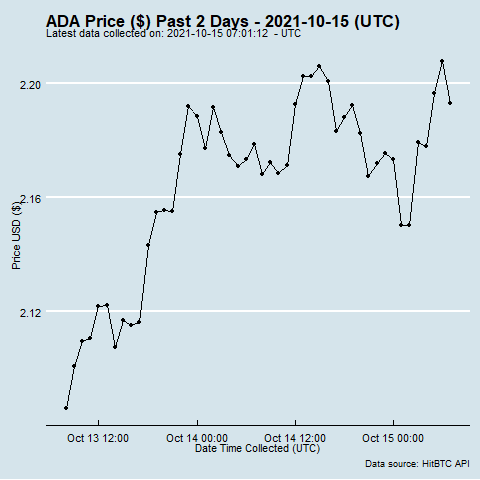 ADA Price ($) Past 2 Days - 2021-10-15 (UTC)
Latest data collected on: 2021-10-15 07:01:12 - UTC
2.20
2.16
2.12
Price USD ($)
Oct 13 12:00
Oct 14 00:00
Oct 14 12:00
Oct 15 00:00
Date Time Collected (UTC)
Data source: HitBTC API